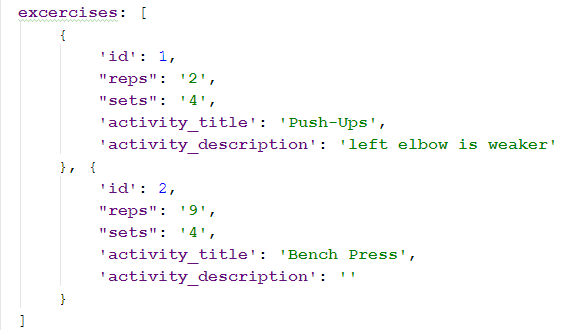 excercises: [
{
'id': 1,
"reps": '2',
"sets": '4',
'activity_title': 'Push-Ups',
'activity_description': 'left elbow is weaker'
}, {
'id': 2,
"reps": '9',
"sets": '4',
'activity_title': 'Bench Press',
'activity_description': ''
}
]